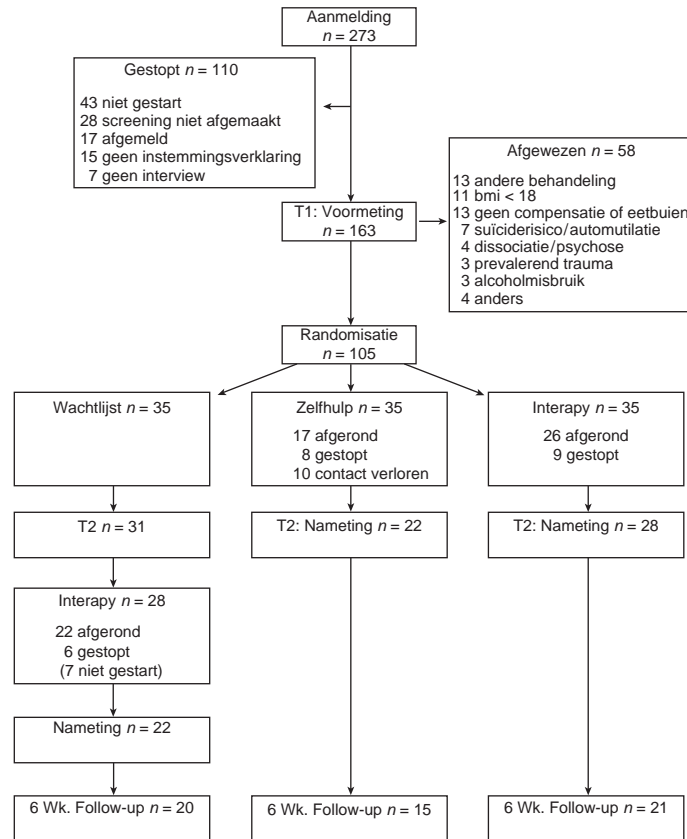 Aanmelding
n = 273
Gestopt n = 110
43 niet gestart
28 screening niet afgemaakt
17 afgemeld
15 geen instemmingsverklaring
7 geen interview
Afgewezen n = 58
13 andere behandeling
11 bmi < 18
13 geen compensatie of eetbuien
7 suïciderisico/automutilatie
4 dissociatie/psychose
3 prevalerend trauma
3 alcoholmisbruik
4 anders
T1: Voormeting
n = 163
Randomisatie
n = 105
Wachtlijst n = 35
Zelfhulp n = 35
17 afgerond
8 gestopt
10 contact verloren
Interapy n = 35
26 afgerond
9 gestopt
T2 n = 31
T2: Nameting n = 22
T2: Nameting n = 28
Interapy n = 28
22 afgerond
6 gestopt
(7 niet gestart)
Nameting n = 22
6 Wk. Follow-up n = 20
6 Wk. Follow-up n = 15
6 Wk. Follow-up n = 21